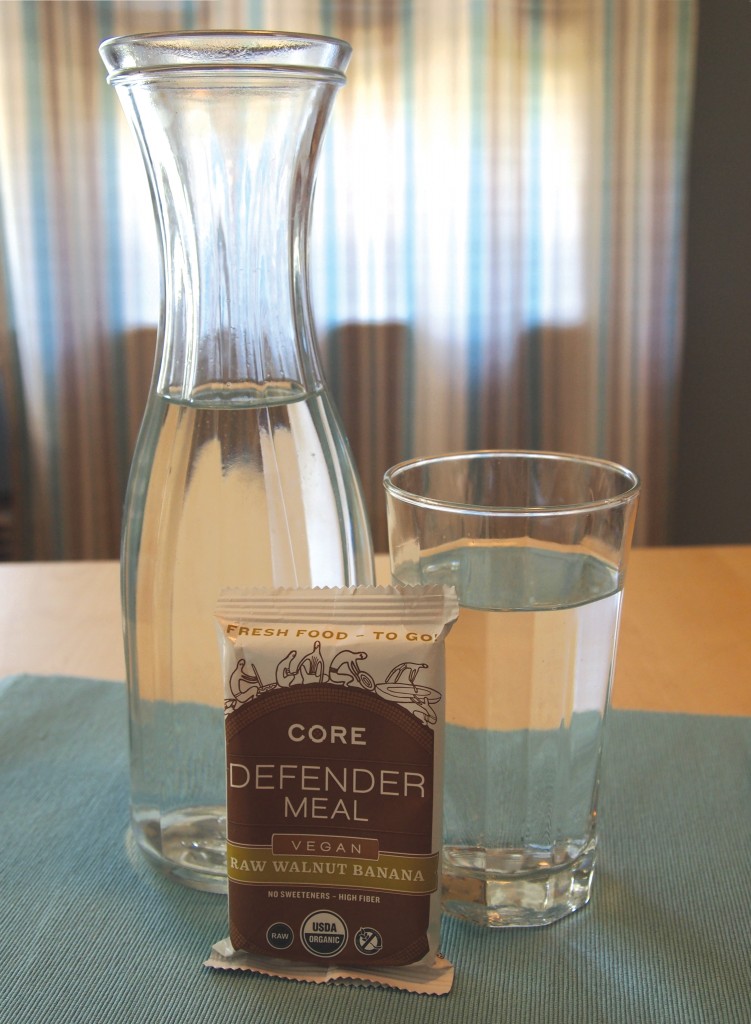 FRESH FOOD - TO GO!
CORE
DEFENDER
MEAL
VEGAN
RAW WALNUT BANANA
NO SWEETENERS - HIGH FIBER
RAW
USDA
ORGANIC